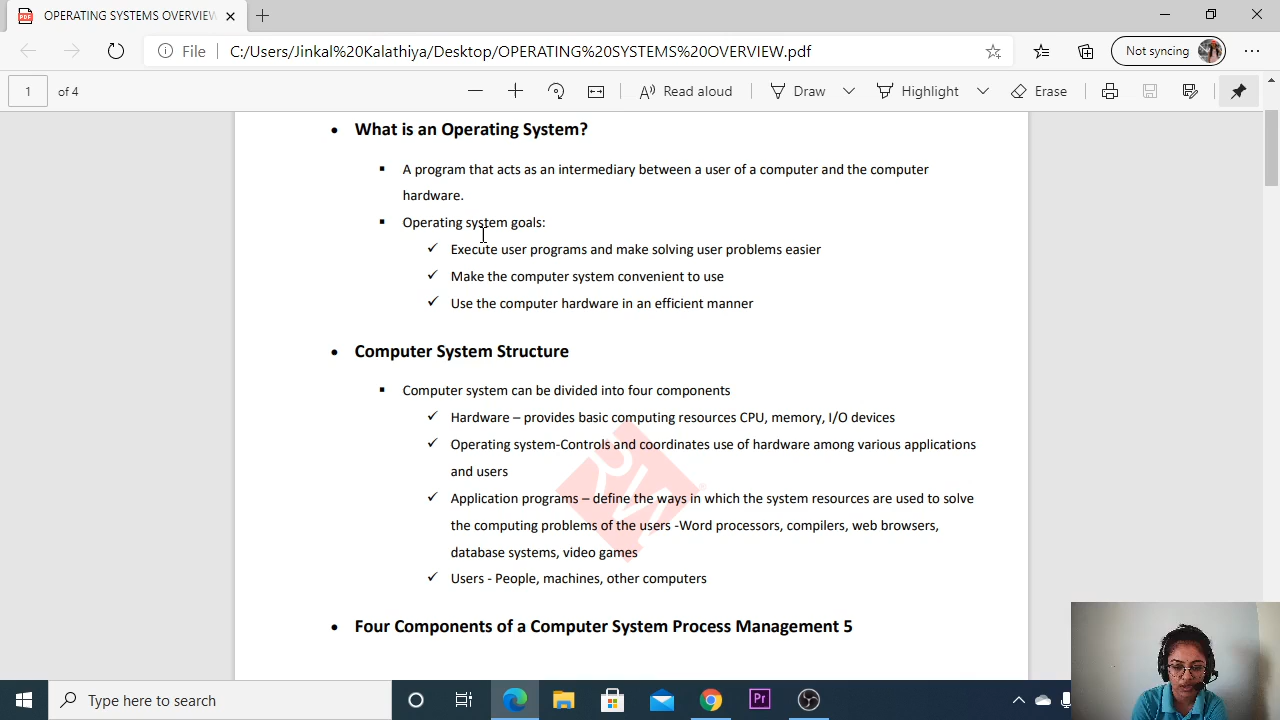 OPERATING SYSTEMS OVERVIEW
File
C:/Users/Jinkal%20Kalathiya/Desktop/OPERATING%20SYSTEMS%20OVERVIEW.pdf
Not syncing
1 of 4
Read aloud
Draw
Highlight
Erase
• What is an Operating System?
▪ A program that acts as an intermediary between a user of a computer and the computer
hardware.
▪ Operating system goals:
✓ Execute user programs and make solving user problems easier
✓ Make the computer system convenient to use
✓ Use the computer hardware in an efficient manner
• Computer System Structure
▪ Computer system can be divided into four components
✓ Hardware – provides basic computing resources CPU, memory, I/O devices
✓ Operating system-Controls and coordinates use of hardware among various applications
and users
✓ Application programs – define the ways in which the system resources are used to solve
the computing problems of the users -Word processors, compilers, web browsers,
database systems, video games
✓ Users - People, machines, other computers
• Four Components of a Computer System Process Management 5
RW
Type here to search
Pr